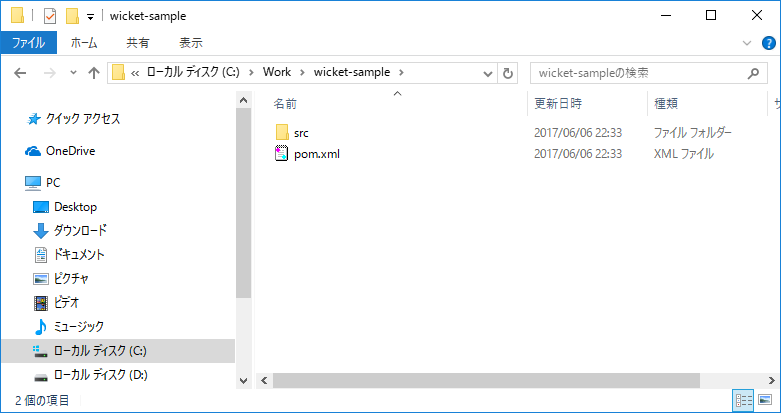 wicket-sample
ファイル ホーム 共有 表示
« ローカル ディスク (C:) > Work > wicket-sample >
wicket-sampleの検索
クイック アクセス
OneDrive
PC
Desktop
ダウンロード
ドキュメント
ピクチャ
ビデオ
ミュージック
ローカル ディスク (C:)
ローカル ディスク (D:)
名前 更新日時 種類 サ
src 2017/06/06 22:33 ファイル フォルダー
pom.xml 2017/06/06 22:33 XML ファイル
2 個の項目